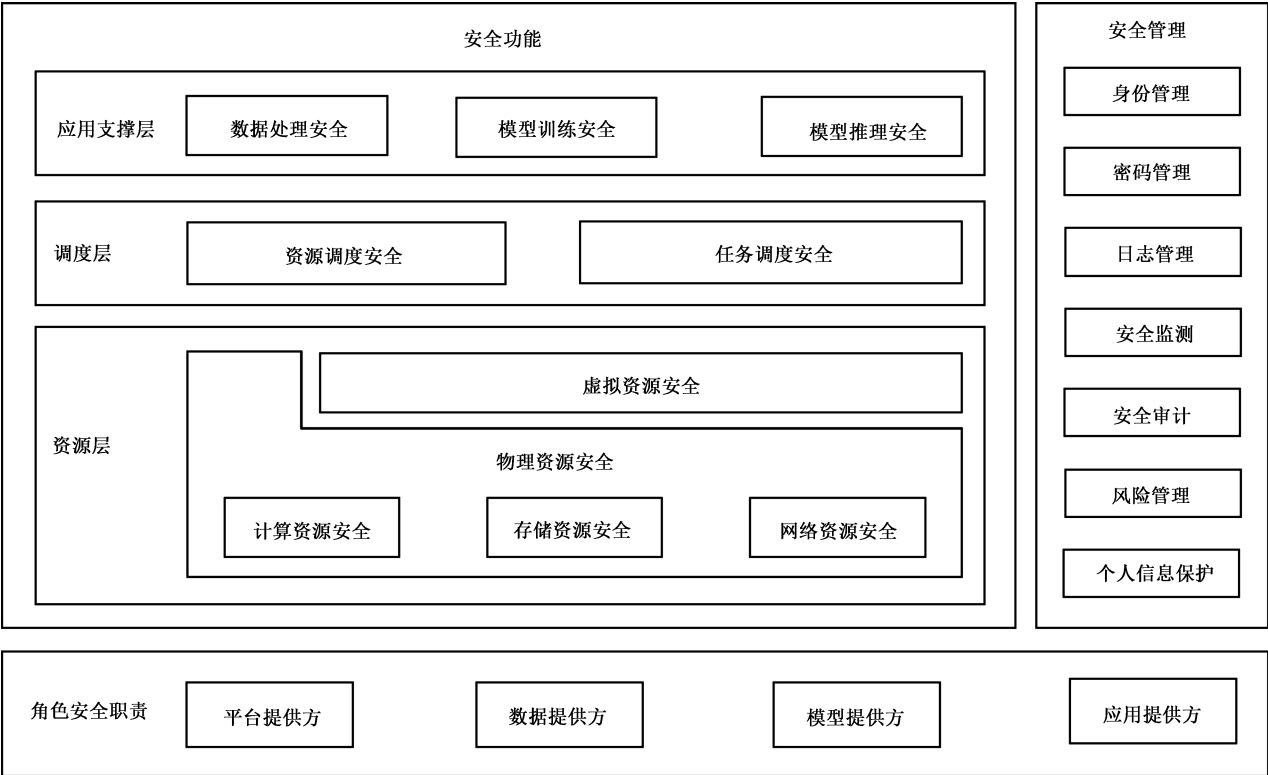 安全功能
应用支撑层
数据处理安全
模型训练安全
模型推理安全
调度层
资源调度安全
任务调度安全
资源层
虚拟资源安全
物理资源安全
计算资源安全
存储资源安全
网络资源安全
安全管理
身份管理
密码管理
日志管理
安全监测
安全审计
风险管理
个人信息保护
角色安全职责
平台提供方
数据提供方
模型提供方
应用提供方